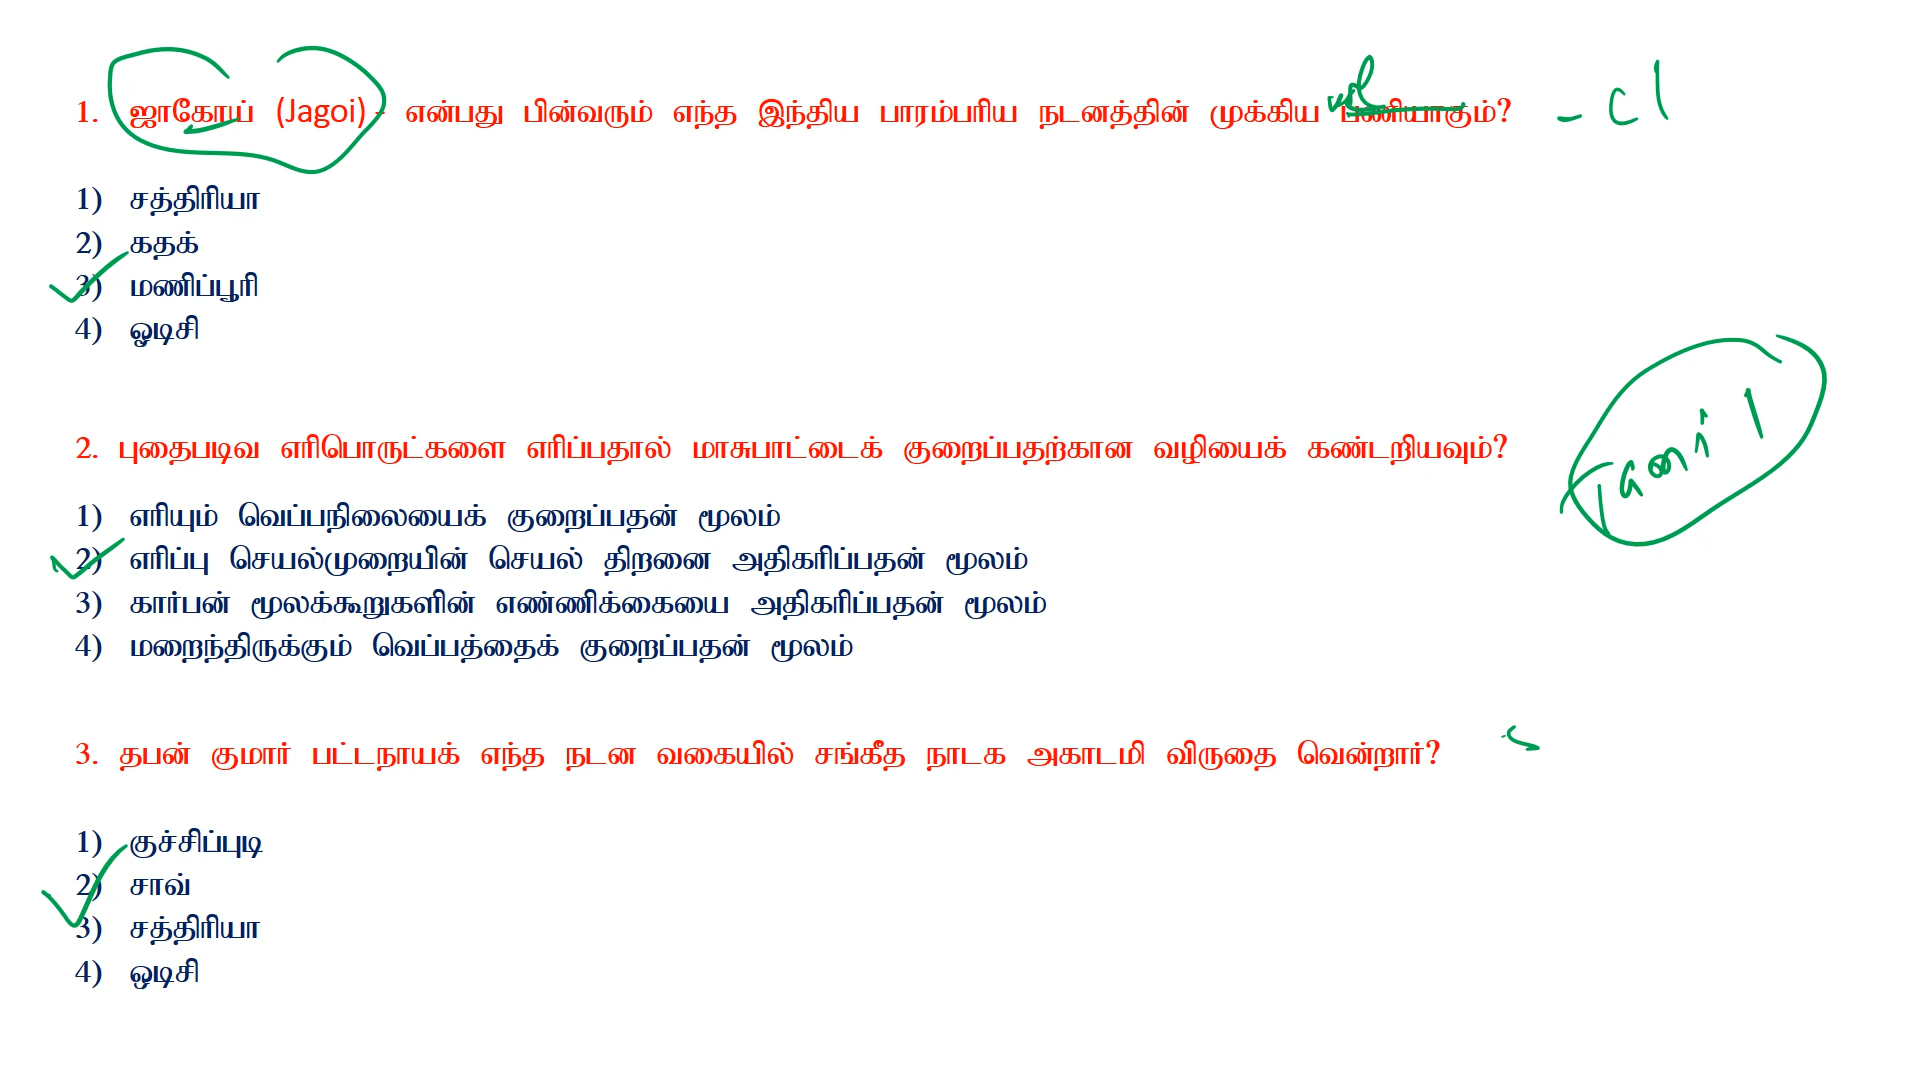 1. ஜாகோய் (Jagoi) - என்பது பின்வரும் எந்த இந்திய பாரம்பரிய நடனத்தின் முக்கிய பணியாகும்? - cl
1) சத்திரியா
2) கதக்
3) மணிப்பூரி
4) ஒடிசி
Tamil
2. புதைபடிவ எரிபொருட்களை எரிப்பதால் மாசுபாட்டைக் குறைப்பதற்கான வழியைக் கண்டறியவும்?
1) எரியும் வெப்பநிலையைக் குறைப்பதன் மூலம்
2) எரிப்பு செயல்முறையின் செயல் திறனை அதிகரிப்பதன் மூலம்
3) கார்பன் மூலக்கூறுகளின் எண்ணிக்கையை அதிகரிப்பதன் மூலம்
4) மறைந்திருக்கும் வெப்பத்தைக் குறைப்பதன் மூலம்
3. தபன் குமார் பட்டநாயக் எந்த நடன வகையில் சங்கீத நாடக அகாடமி விருதை வென்றார்?
1) குச்சிப்புடி
2) சாவ்
3) சத்திரியா
4) ஒடிசி